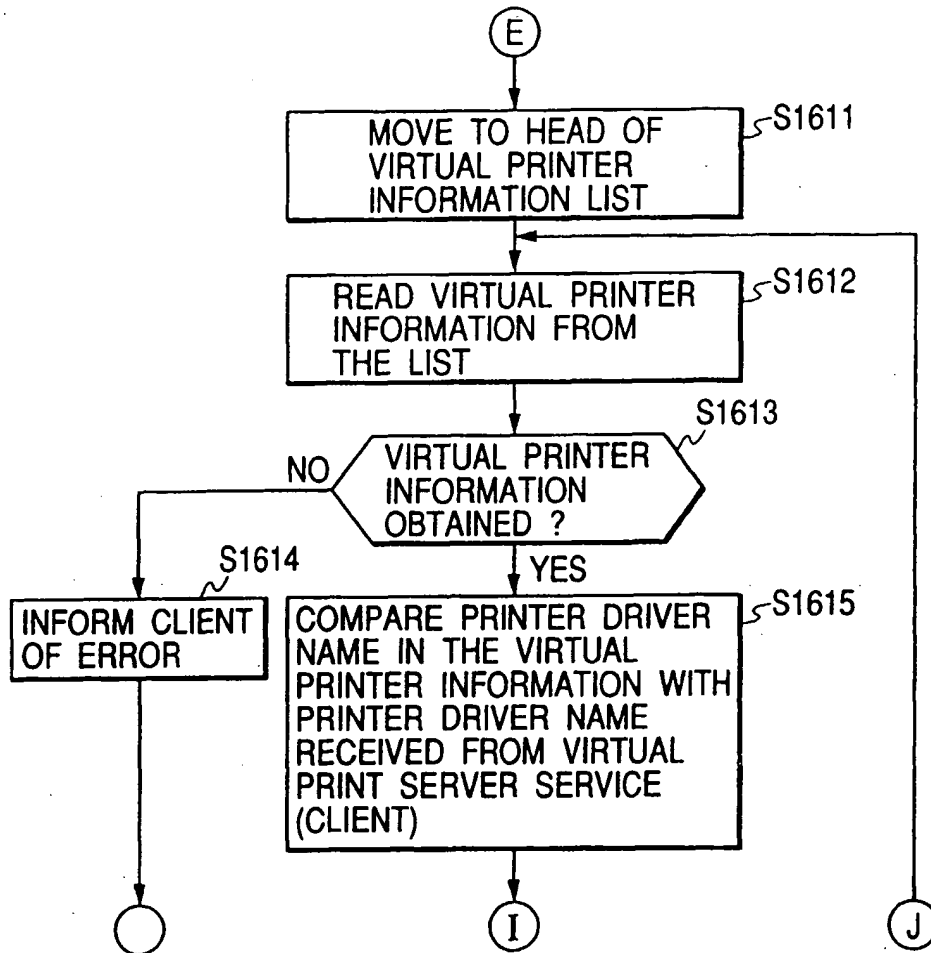 E
S1611
MOVE TO HEAD OF
VIRTUAL PRINTER
INFORMATION LIST
S1612
READ VIRTUAL PRINTER
INFORMATION FROM
THE LIST
S1613
VIRTUAL PRINTER
INFORMATION
OBTAINED ?
NO
YES
S1614
INFORM CLIENT
OF ERROR
S1615
COMPARE PRINTER DRIVER
NAME IN THE VIRTUAL
PRINTER INFORMATION WITH
PRINTER DRIVER NAME
RECEIVED FROM VIRTUAL
PRINT SERVER SERVICE
(CLIENT)
I
J